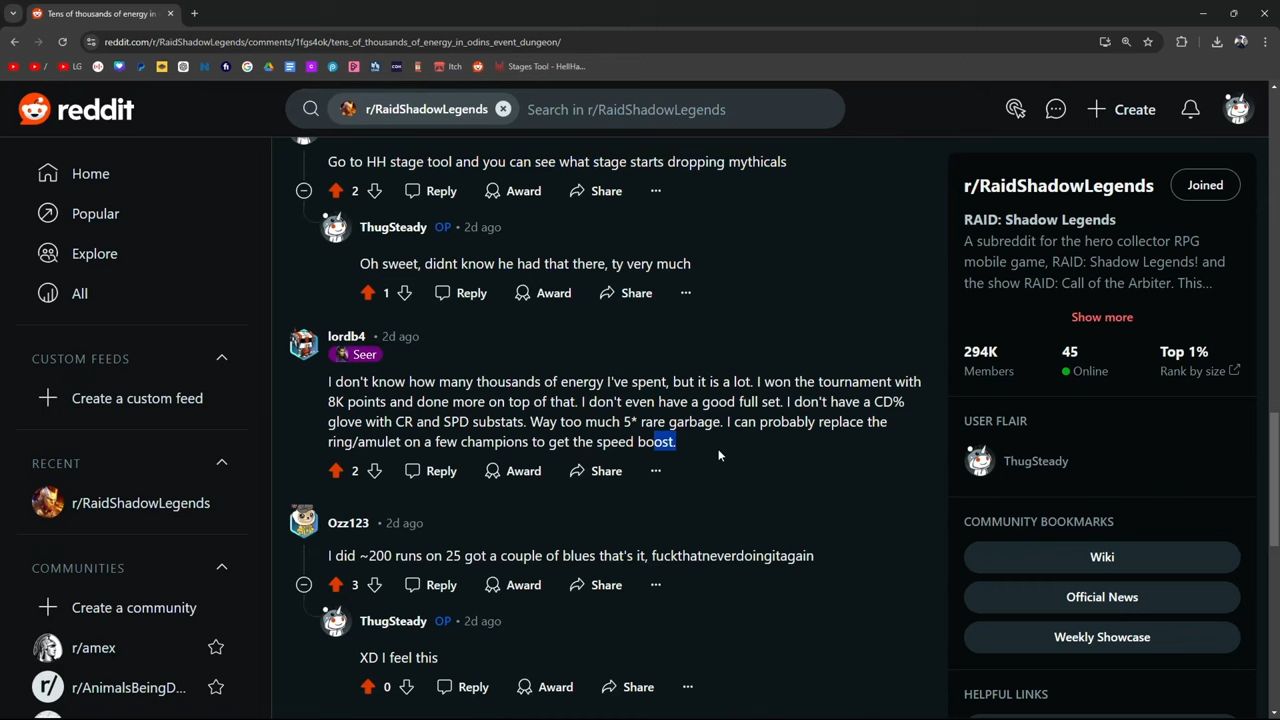 Tens of thousands of energy in
reddit.com/r/RaidShadowLegends/comments/1fgs4ok/tens_of_thousands_of_energy_in_odins_event_dungeon/
/
LG
Itch
Stages Tool - HellHa...
reddit
r/RaidShadowLegends
Search in r/RaidShadowLegends
Create
Home
Popular
Explore
All
CUSTOM FEEDS
Create a custom feed
RECENT
r/RaidShadowLegends
COMMUNITIES
Create a community
r/amex
r/AnimalsBeingD...
Go to HH stage tool and you can see what stage starts dropping mythicals
2 Reply Award Share ...
ThugSteady OP • 2d ago
Oh sweet, didnt know he had that there, ty very much
1 Reply Award Share ...
lordb4 • 2d ago
Seer
I don't know how many thousands of energy I've spent, but it is a lot. I won the tournament with
8K points and done more on top of that. I don't even have a good full set. I don't have a CD%
glove with CR and SPD substats. Way too much 5* rare garbage. I can probably replace the
ring/amulet on a few champions to get the speed boost.
2 Reply Award Share ...
Ozz123 • 2d ago
I did ~200 runs on 25 got a couple of blues that's it, fuckthatneverdoingitagain
3 Reply Award Share ...
ThugSteady OP • 2d ago
XD I feel this
0 Reply Award Share ...
r/RaidShadowLegends
Joined
RAID: Shadow Legends
A subreddit for the hero collector RPG
mobile game, RAID: Shadow Legends! and
the show RAID: Call of the Arbiter. This...
Show more
294K 45 Top 1%
Members Online Rank by size
USER FLAIR
ThugSteady
COMMUNITY BOOKMARKS
Wiki
Official News
Weekly Showcase
HELPFUL LINKS